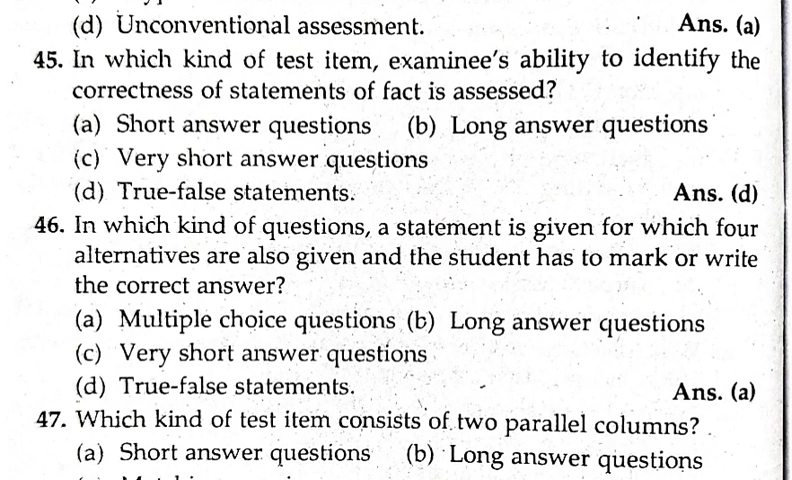 (d) Unconventional assessment. Ans. (a)
45. In which kind of test item, examinee's ability to identify the
correctness of statements of fact is assessed?
(a) Short answer questions (b) Long answer questions
(c) Very short answer questions
(d) True-false statements. Ans. (d)
46. In which kind of questions, a statement is given for which four
alternatives are also given and the student has to mark or write
the correct answer?
(a) Multiple choice questions (b) Long answer questions
(c) Very short answer questions
(d) True-false statements. Ans. (a)
47. Which kind of test item consists of two parallel columns?
(a) Short answer questions (b) Long answer questions